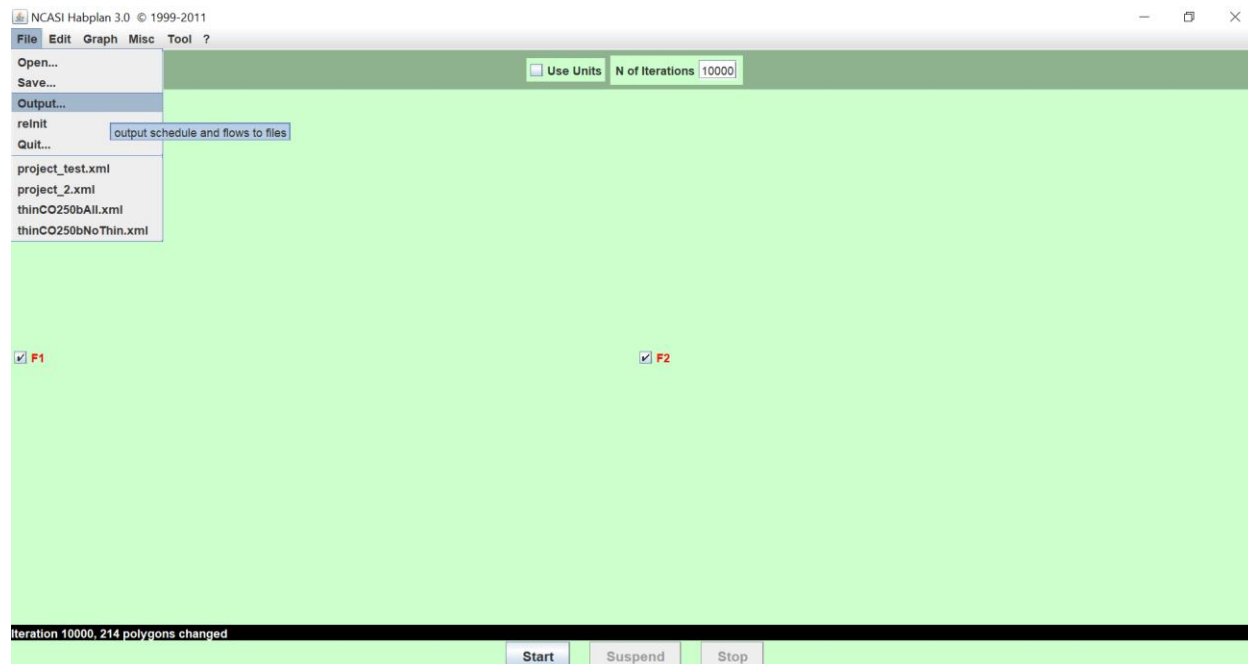 NCASI Habplan 3.0 © 1999-2011
File Edit Graph Misc Tool ?
Open...
Save...
Output...
reInit
Quit...
output schedule and flows to files
project_test.xml
project_2.xml
thinCO250bAll.xml
thinCO250bNoThin.xml
Use Units N of Iterations 10000
F1 F2
Iteration 10000, 214 polygons changed
Start Suspend Stop